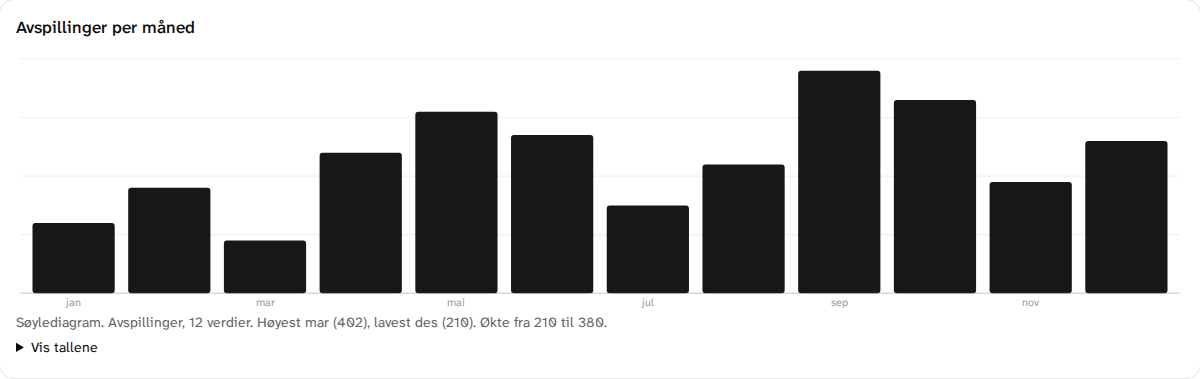 Avspillinger per måned
jan mar mai jul sep nov
Søylediagram. Avspillinger, 12 verdier. Høyest mar (402), lavest des (210). Økte fra 210 til 380.
Vis tallene